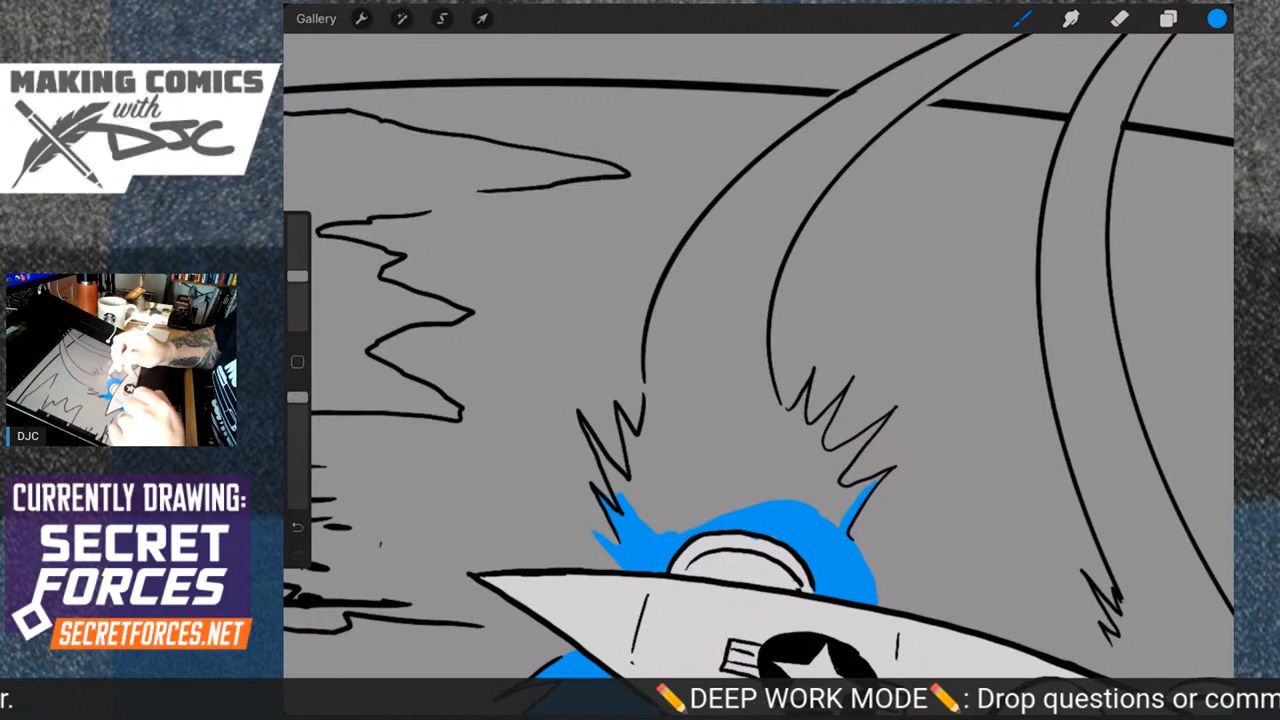 Gallery
MAKING COMICS
with
DJC
DJC
CURRENTLY DRAWING:
SECRET
FORCES
SECRETFORCES.NET
r.
✏️DEEP WORK MODE✏️: Drop questions or comm